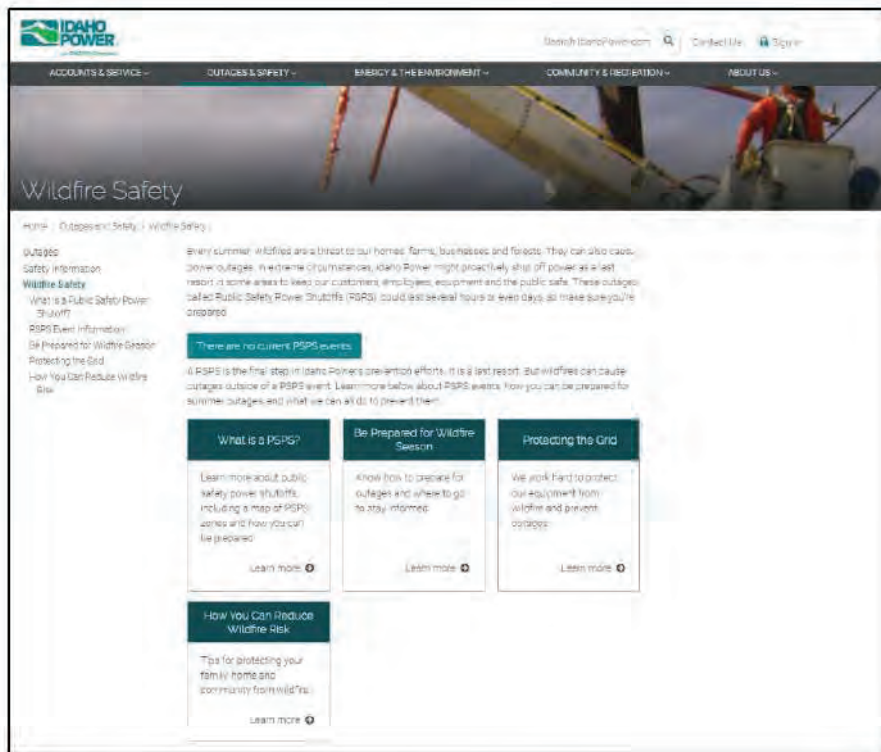 IDAHO
POWER
Search IdahoPower.com
Contact Us
Sign In
ACCOUNTS & SERVICE
OUTAGES & SAFETY
ENERGY & THE ENVIRONMENT
COMMUNITY & RECREATION
ABOUT US
Wildfire Safety
Home
Outages and Safety
Wildfire Safety
Outages
Safety Information
Wildfire Safety
What is a Public Safety Power
Shutoff?
PSPS Event Information
Be Prepared for Wildfire Season
Protecting the Grid
How You Can Reduce Wildfire
Risk
Every summer, wildfires are a threat to our homes, farms, businesses and forests. They can also cause
power outages. In extreme circumstances, Idaho Power might proactively shut off power as a last
resort in some areas to keep our customers, employees, equipment and the public safe. These outages,
called Public Safety Power Shutoffs (PSPS), could last several hours or even days, so make sure you're
prepared.
There are no current PSPS events
A PSPS is the final step in Idaho Power's prevention efforts. It is a last resort. But wildfires can cause
outages outside of a PSPS event. Learn more below about PSPS events, how you can be prepared for
summer outages, and what we can all do to prevent them.
What is a PSPS?
Learn more about public
safety power shutoffs,
including a map of PSPS
zones and how you can
be prepared
Learn more
Be Prepared for Wildfire
Season
Know how to prepare for
outages and where to go
to stay informed
Learn more
Protecting the Grid
We work hard to protect
our equipment from
wildfire and prevent
outages
Learn more
How You Can Reduce
Wildfire Risk
Tips for protecting your
family, home and
community from wildfire.
Learn more